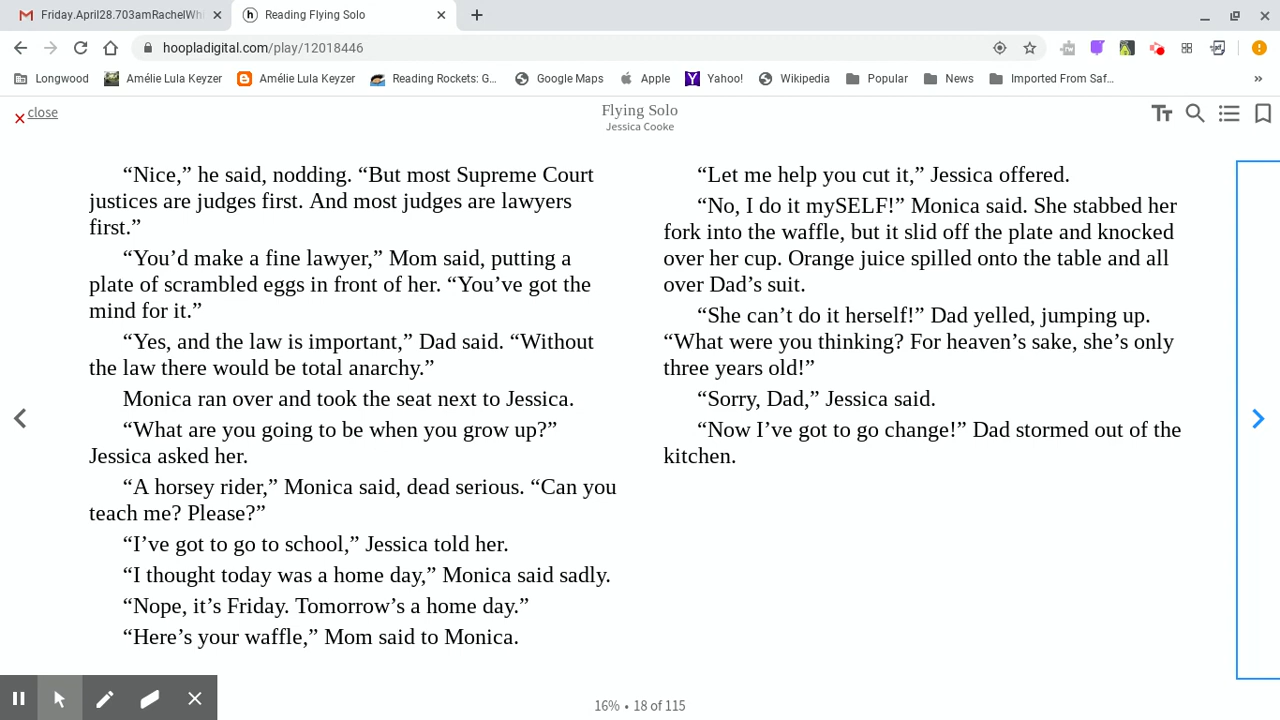 Friday.April28.703amRachelWhi
Reading Flying Solo
hoopladigital.com/play/12018446
Longwood
Amélie Lula Keyzer
Amélie Lula Keyzer
Reading Rockets: G...
Google Maps
Apple
Yahoo!
Wikipedia
Popular
News
Imported From Saf...
close
Flying Solo
Jessica Cooke
“Nice,” he said, nodding. “But most Supreme Court
justices are judges first. And most judges are lawyers
first.”
“You’d make a fine lawyer,” Mom said, putting a
plate of scrambled eggs in front of her. “You’ve got the
mind for it.”
“Yes, and the law is important,” Dad said. “Without
the law there would be total anarchy.”
Monica ran over and took the seat next to Jessica.
“What are you going to be when you grow up?”
Jessica asked her.
“A horsey rider,” Monica said, dead serious. “Can you
teach me? Please?”
“I’ve got to go to school,” Jessica told her.
“I thought today was a home day,” Monica said sadly.
“Nope, it’s Friday. Tomorrow’s a home day.”
“Here’s your waffle,” Mom said to Monica.
“Let me help you cut it,” Jessica offered.
“No, I do it mySELF!” Monica said. She stabbed her
fork into the waffle, but it slid off the plate and knocked
over her cup. Orange juice spilled onto the table and all
over Dad’s suit.
“She can’t do it herself!” Dad yelled, jumping up.
“What were you thinking? For heaven’s sake, she’s only
three years old!”
“Sorry, Dad,” Jessica said.
“Now I’ve got to go change!” Dad stormed out of the
kitchen.
16% • 18 of 115